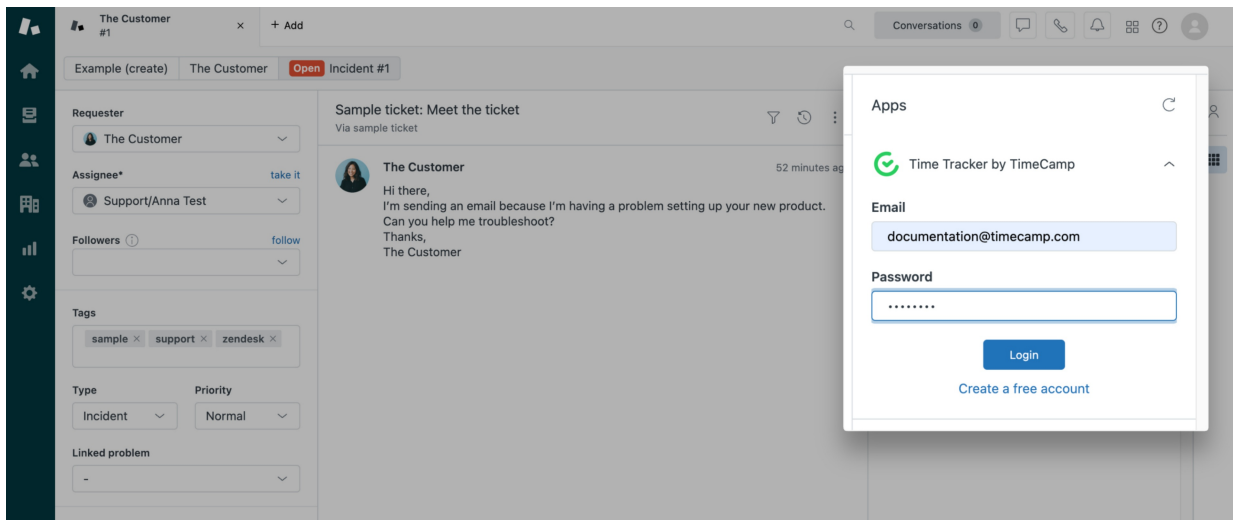 The Customer
#1
×
+ Add
Conversations 0
Example (create)
The Customer
Open Incident #1
Requester
The Customer
Assignee*
take it
Support/Anna Test
Followers
follow
Tags
sample × support × zendesk ×
Type
Priority
Incident
Normal
Linked problem
-
Sample ticket: Meet the ticket
Via sample ticket
The Customer
52 minutes ag
Hi there,
I'm sending an email because I'm having a problem setting up your new product.
Can you help me troubleshoot?
Thanks,
The Customer
Apps
Time Tracker by TimeCamp
Email
documentation@timecamp.com
Password
••••••••
Login
Create a free account